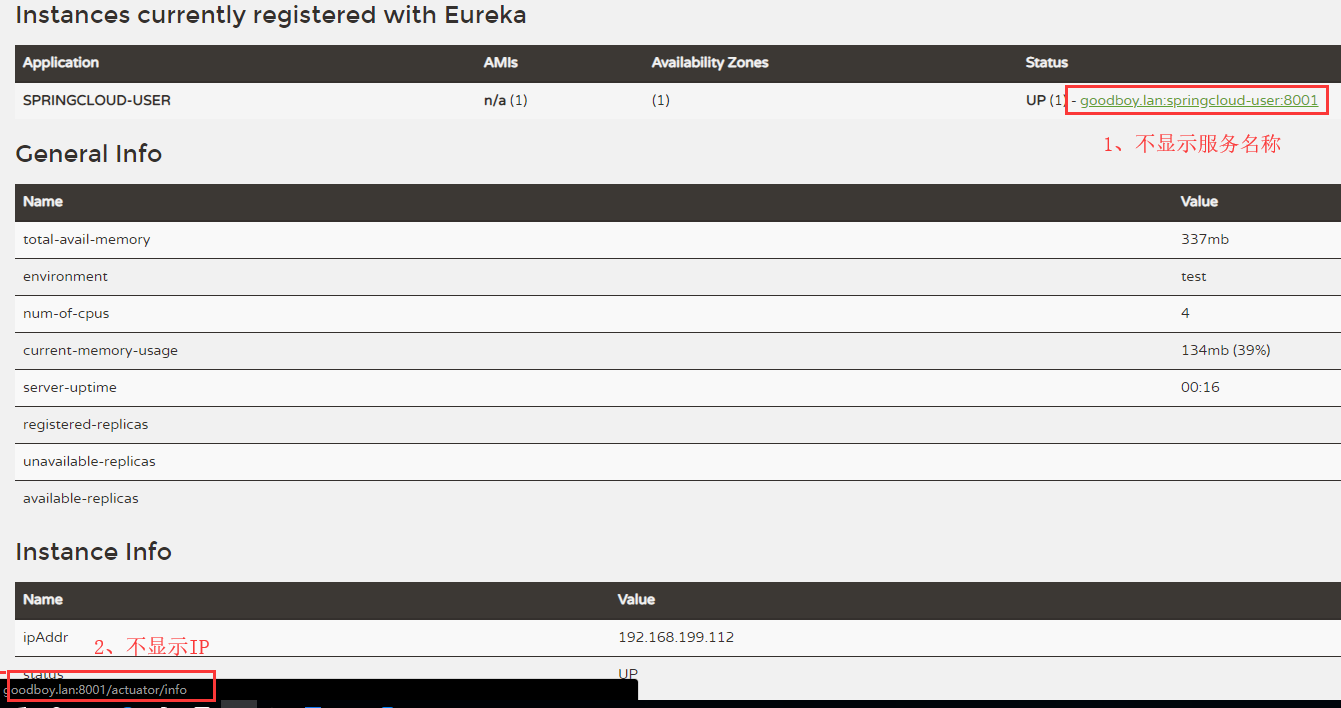 Instances currently registered with Eureka
Application AMIs Availability Zones Status
SPRINGCLOUD-USER n/a (1) (1) UP (1) - goodboy.lan:springcloud-user:8001
1、不显示服务名称
General Info
Name Value
total-avail-memory 337mb
environment test
num-of-cpus 4
current-memory-usage 134mb (39%)
server-uptime 00:16
registered-replicas
unavailable-replicas
available-replicas
Instance Info
Name Value
ipAddr 192.168.199.112
2、不显示IP
status UP
goodboy.lan:8001/actuator/info